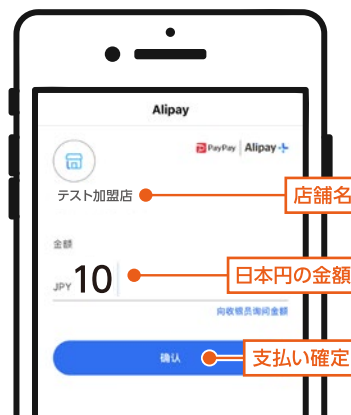 Alipay
PayPay Alipay+
テスト加盟店
店舗名
金額
JPY 10
日本円の金額
向收银员询问金额
确认
支払い確定